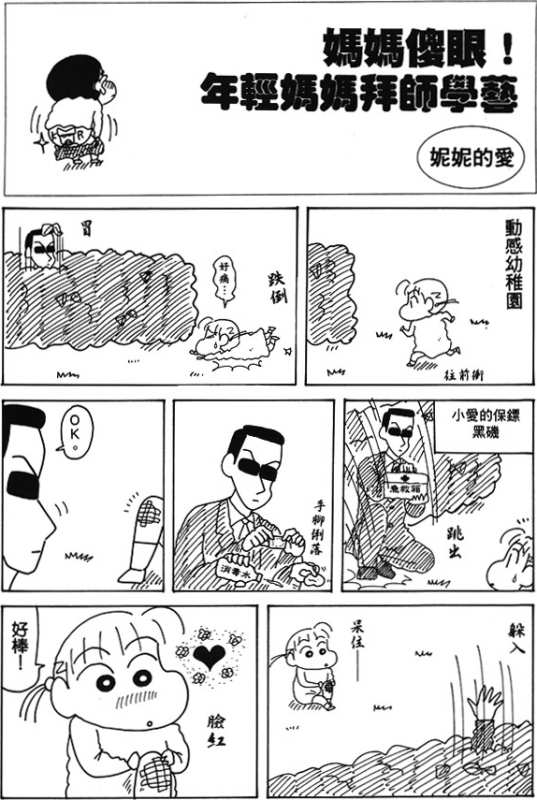 媽媽傻眼！
年輕媽媽拜師學藝
妮妮的愛
動感幼稚園
往前衝
跌倒
好痛…
冒
小愛的保鏢
黑磯
急救箱
跳出
手腳俐落
消毒水
OK。
躲入
呆住——
臉紅
好棒！